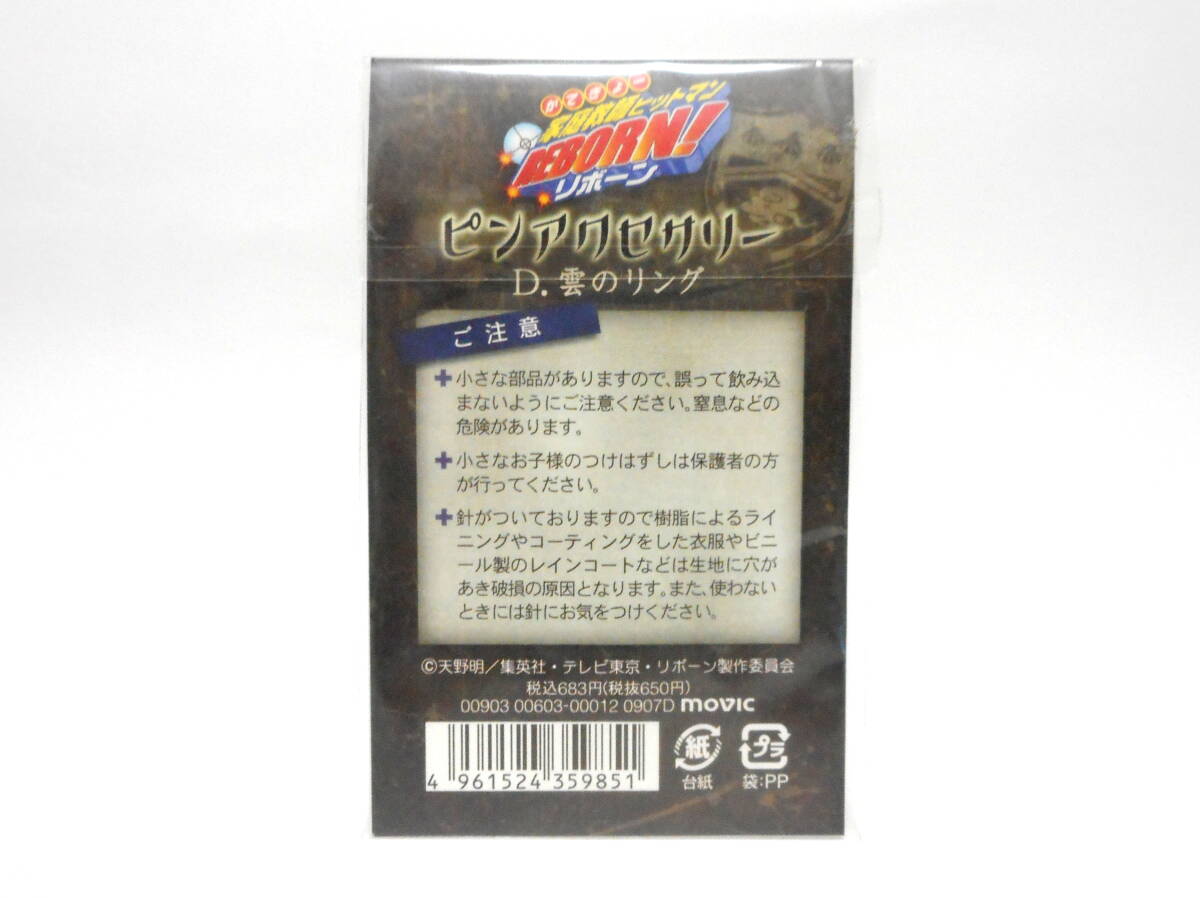 かてきょー
家庭教師ヒットマン
REBORN!
リボーン
ピンアクセサリー
D. 雲のリング
ご注意
✚小さな部品がありますので、誤って飲み込
まないようにご注意ください。窒息などの
危険があります。
✚小さなお子様のつけはずしは保護者の方
が行ってください。
✚針がついておりますので樹脂によるライ
ニングやコーティングをした衣服やビニ
ール製のレインコートなどは生地に穴が
あき破損の原因となります。また、使わない
ときには針にお気をつけください。
©天野明／集英社・テレビ東京・リボーン製作委員会
税込683円(税抜650円)
00903 00603-00012 0907D movic
4 961524 359851
紙 プラ
台紙 袋:PP